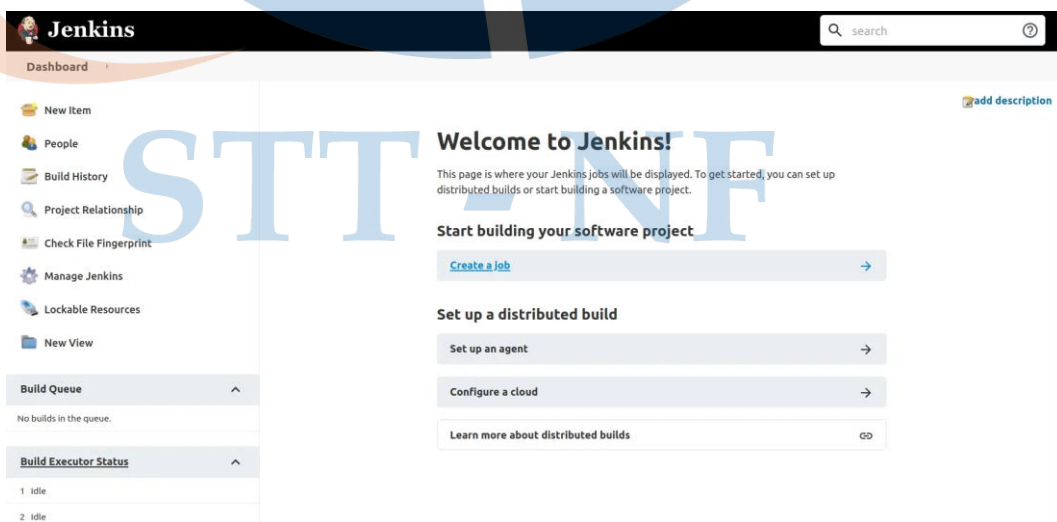 Jenkins
search
Dashboard
add description
New Item
People
Build History
Project Relationship
Check File Fingerprint
Manage Jenkins
Lockable Resources
New View
Build Queue
No builds in the queue.
Build Executor Status
1 Idle
2 Idle
Welcome to Jenkins!
This page is where your Jenkins jobs will be displayed. To get started, you can set up
distributed builds or start building a software project.
Start building your software project
Create a job
Set up a distributed build
Set up an agent
Configure a cloud
Learn more about distributed builds
STT - NF